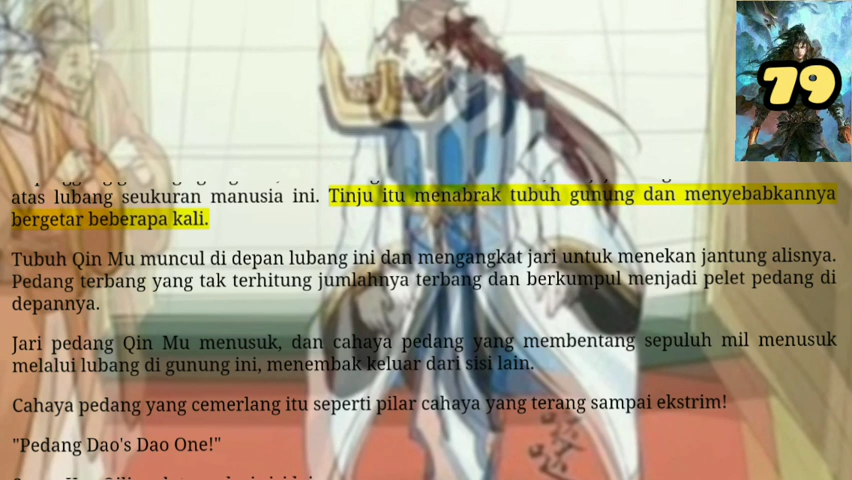 79
atas lubang seukuran manusia ini. Tinju itu menabrak tubuh gunung dan menyebabkannya
bergetar beberapa kali.
Tubuh Qin Mu muncul di depan lubang ini dan mengangkat jari untuk menekan jantung alisnya.
Pedang terbang yang tak terhitung jumlahnya terbang dan berkumpul menjadi pelet pedang di
depannya.
Jari pedang Qin Mu menusuk, dan cahaya pedang yang membentang sepuluh mil menusuk
melalui lubang di gunung ini, menembak keluar dari sisi lain.
Cahaya pedang yang cemerlang itu seperti pilar cahaya yang terang sampai ekstrim!
"Pedang Dao's Dao One!"